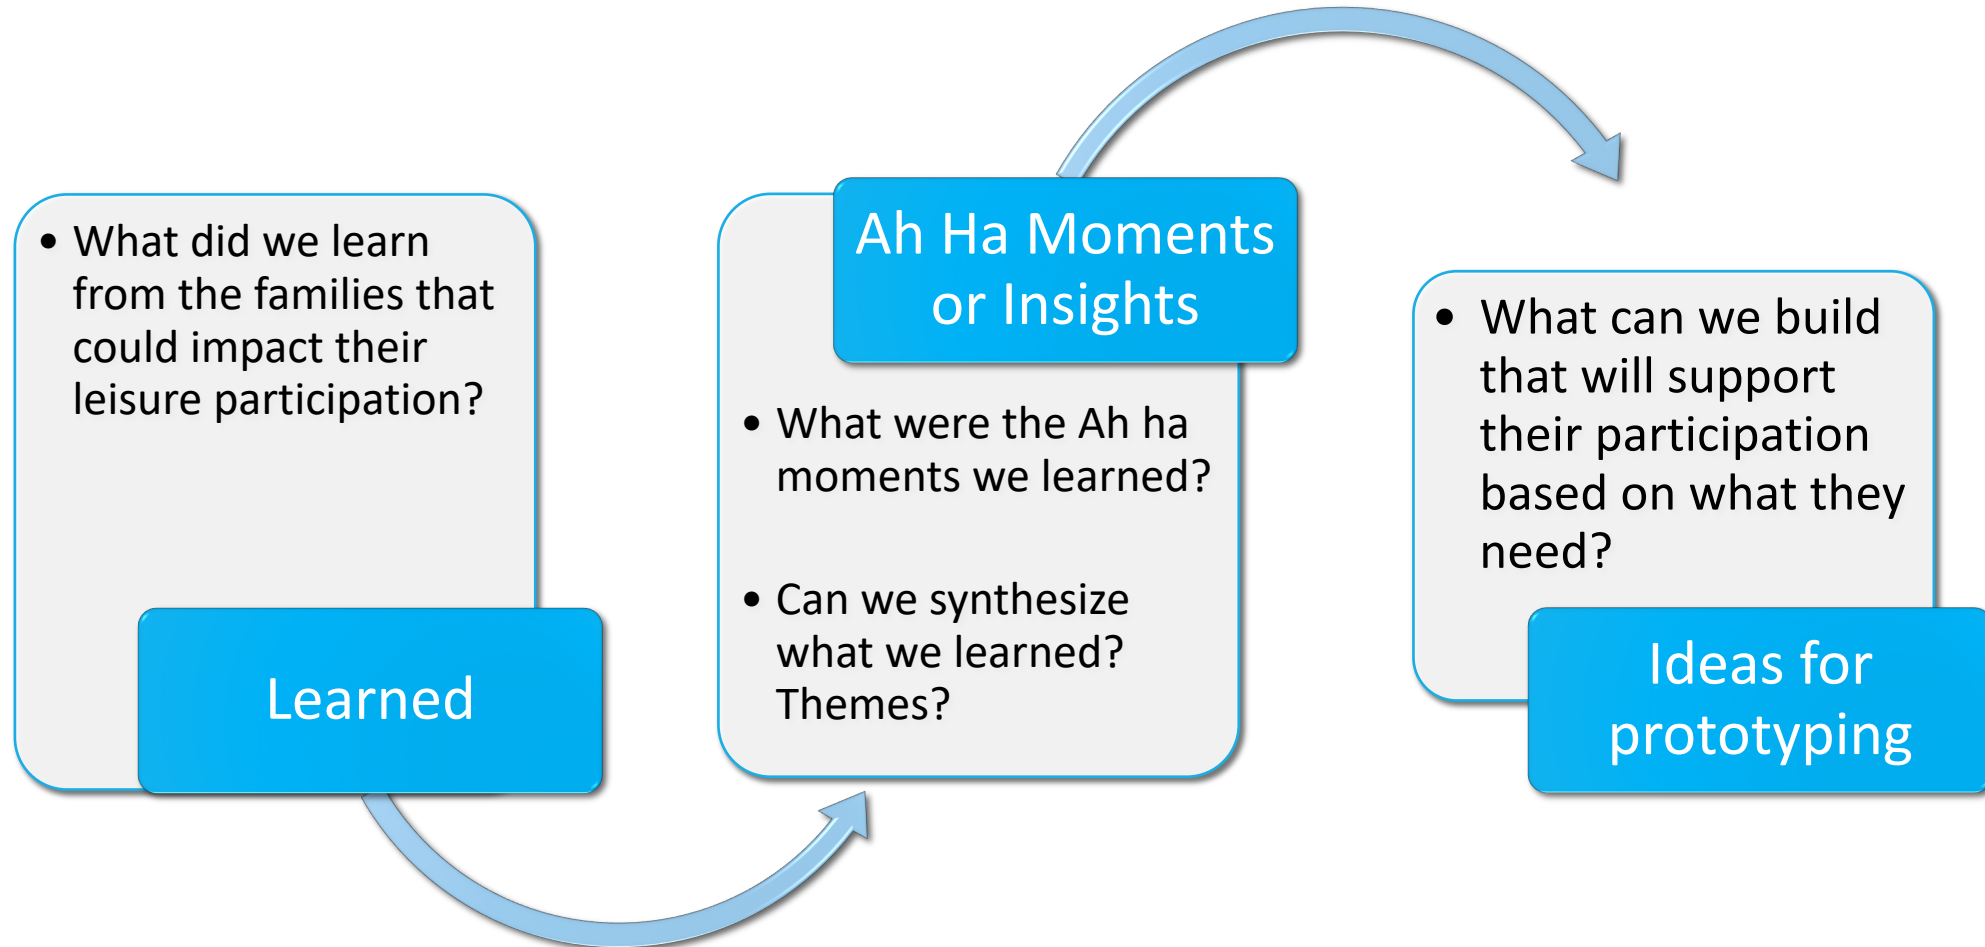 • What did we learn
from the families that
could impact their
leisure participation?
Learned
Ah Ha Moments
or Insights
• What were the Ah ha
moments we learned?
• Can we synthesize
what we learned?
Themes?
• What can we build
that will support
their participation
based on what they
need?
Ideas for
prototyping